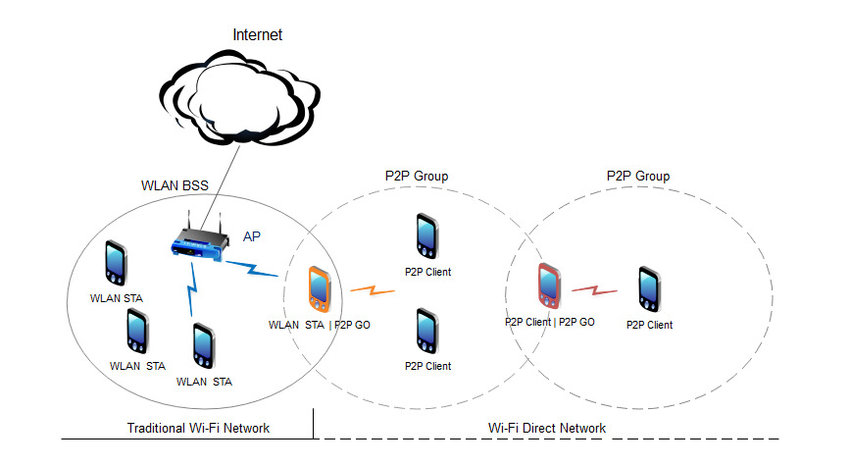 Internet
WLAN BSS
P2P Group
P2P Group
AP
P2P Client
WLAN STA
WLAN STA | P2P GO
P2P Client | P2P GO
P2P Client
WLAN STA
P2P Client
WLAN STA
Traditional Wi-Fi Network
Wi-Fi Direct Network